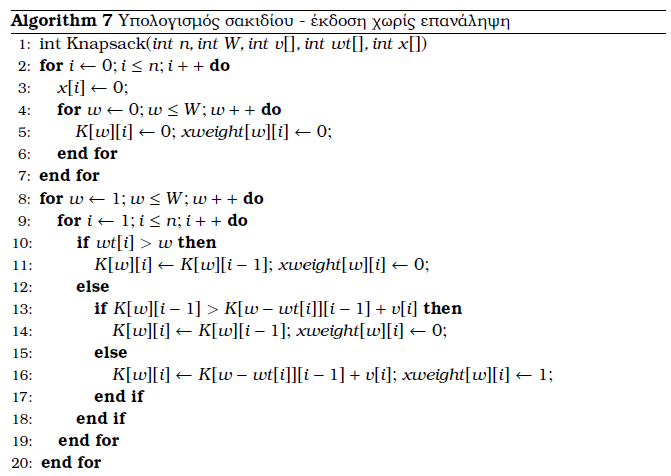 Algorithm 7 Υπολογισμός σακιδίου - έκδοση χωρίς επανάληψη
1: int Knapsack(int n, int W, int v[], int wt[], int x[])
2: for i ← 0; i ≤ n; i + + do
3: x[i] ← 0;
4: for w ← 0; w ≤ W; w + + do
5: K[w][i] ← 0; xweight[w][i] ← 0;
6: end for
7: end for
8: for w ← 1; w ≤ W; w + + do
9: for i ← 1; i ≤ n; i + + do
10: if wt[i] > w then
11: K[w][i] ← K[w][i − 1]; xweight[w][i] ← 0;
12: else
13: if K[w][i − 1] > K[w − wt[i]][i − 1] + v[i] then
14: K[w][i] ← K[w][i − 1]; xweight[w][i] ← 0;
15: else
16: K[w][i] ← K[w − wt[i]][i − 1] + v[i]; xweight[w][i] ← 1;
17: end if
18: end if
19: end for
20: end for